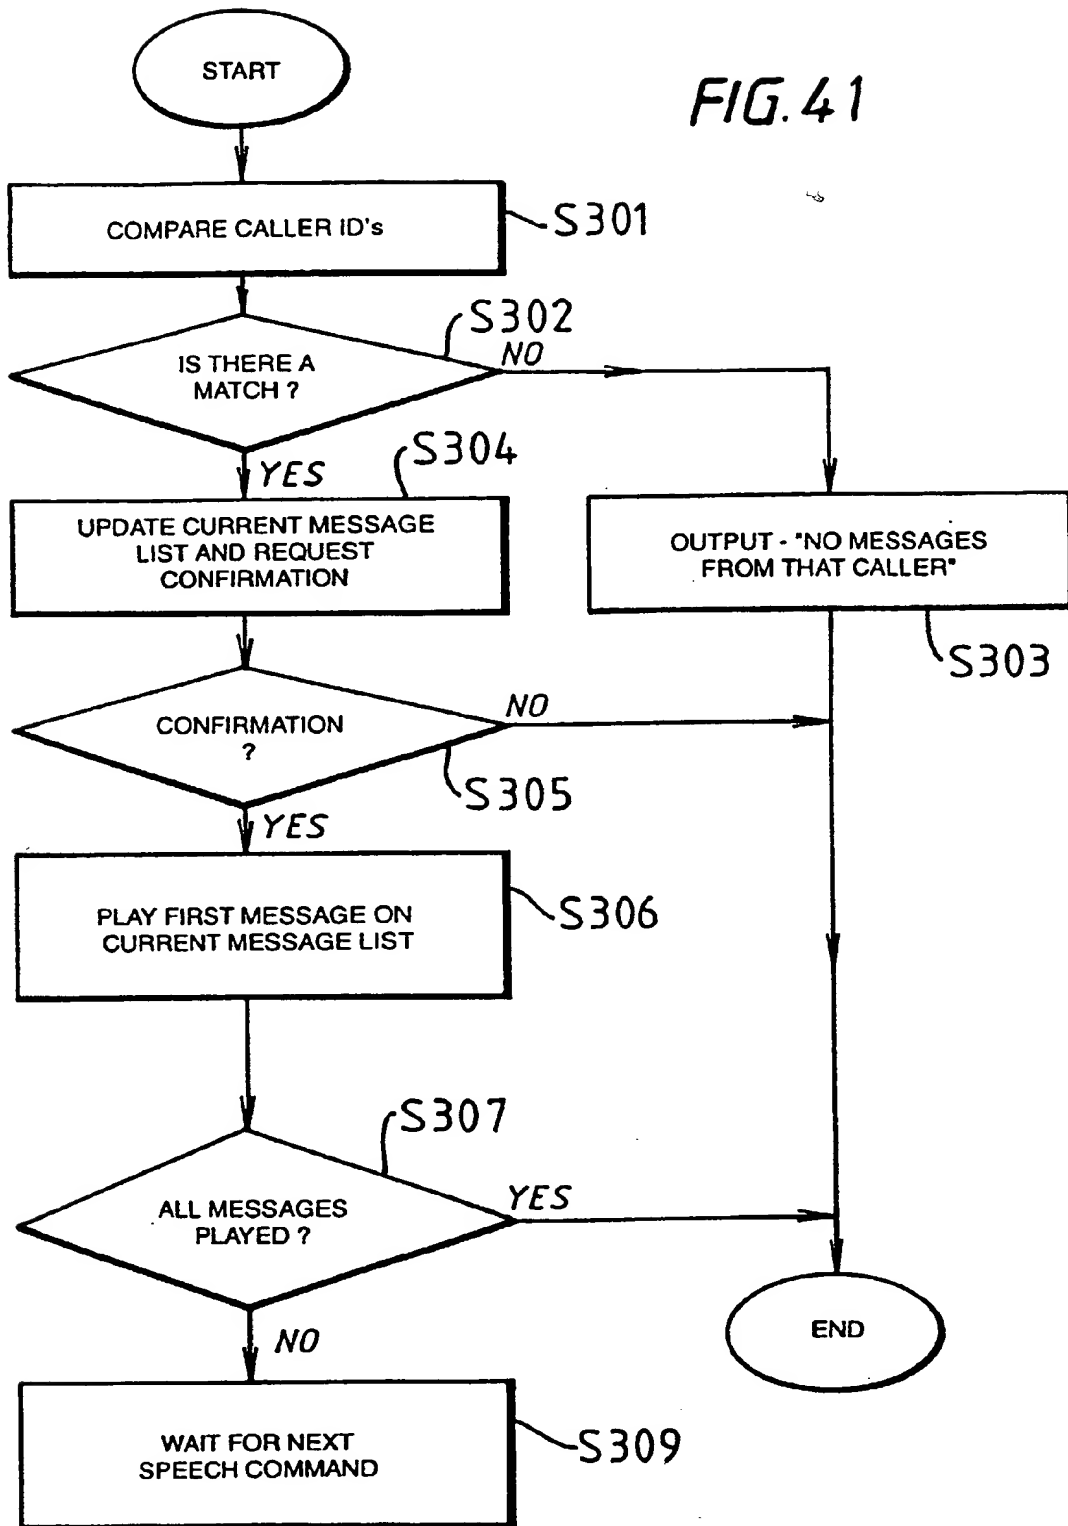 START
FIG. 41
COMPARE CALLER ID's
S301
S302
IS THERE A
MATCH ?
NO
YES
S304
UPDATE CURRENT MESSAGE
LIST AND REQUEST
CONFIRMATION
OUTPUT - "NO MESSAGES
FROM THAT CALLER"
S303
CONFIRMATION
?
NO
S305
YES
PLAY FIRST MESSAGE ON
CURRENT MESSAGE LIST
S306
S307
ALL MESSAGES
PLAYED ?
YES
END
NO
WAIT FOR NEXT
SPEECH COMMAND
S309